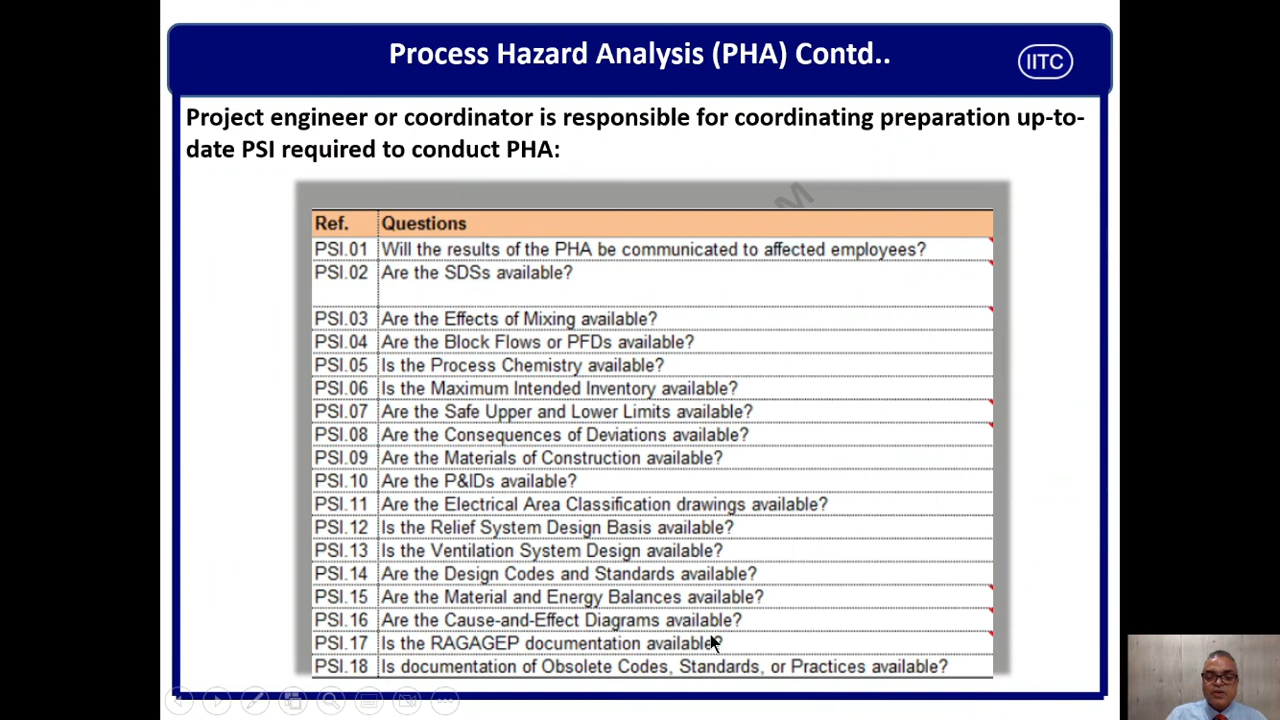 Process Hazard Analysis (PHA) Contd..
IITC
Project engineer or coordinator is responsible for coordinating preparation up-to-
date PSI required to conduct PHA:
M
Ref. Questions
PSI.01 Will the results of the PHA be communicated to affected employees?
PSI.02 Are the SDSs available?
PSI.03 Are the Effects of Mixing available?
PSI.04 Are the Block Flows or PFDs available?
PSI.05 Is the Process Chemistry available?
PSI.06 Is the Maximum Intended Inventory available?
PSI.07 Are the Safe Upper and Lower Limits available?
PSI.08 Are the Consequences of Deviations available?
PSI.09 Are the Materials of Construction available?
PSI.10 Are the P&IDs available?
PSI.11 Are the Electrical Area Classification drawings available?
PSI.12 Is the Relief System Design Basis available?
PSI.13 Is the Ventilation System Design available?
PSI.14 Are the Design Codes and Standards available?
PSI.15 Are the Material and Energy Balances available?
PSI.16 Are the Cause-and-Effect Diagrams available?
PSI.17 Is the RAGAGEP documentation available?
PSI.18 Is documentation of Obsolete Codes, Standards, or Practices available?